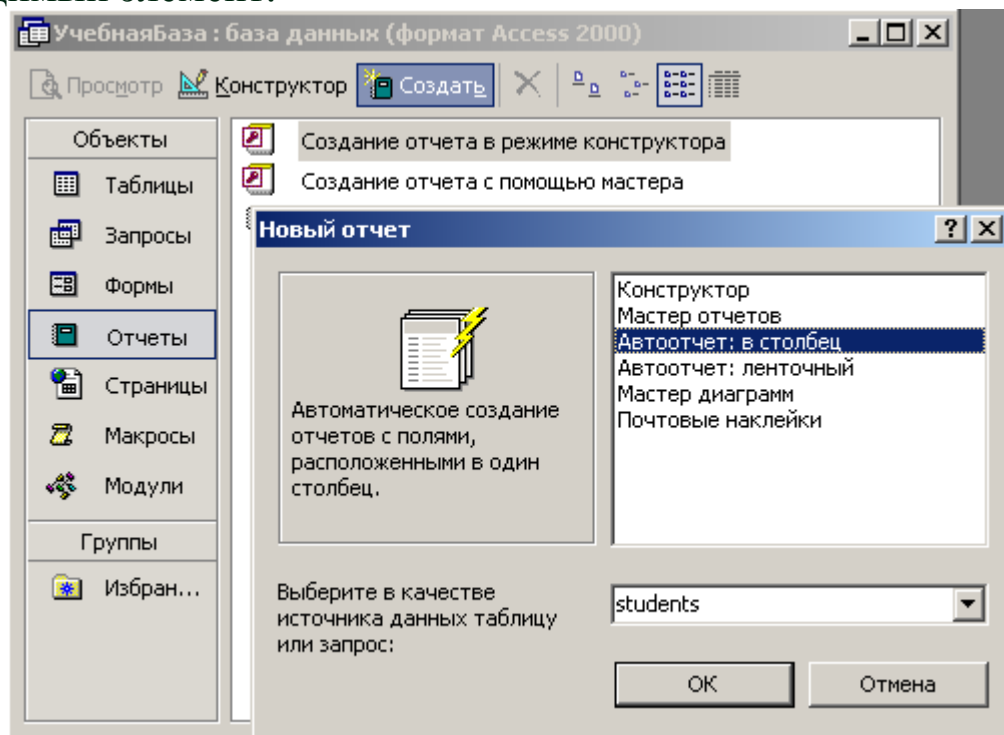 УчебнаяБаза : база данных (формат Access 2000)
Просмотр Конструктор Создать
Объекты
Таблицы
Запросы
Формы
Отчеты
Страницы
Макросы
Модули
Группы
Избран...
Создание отчета в режиме конструктора
Создание отчета с помощью мастера
Новый отчет
Автоматическое создание
отчетов с полями,
расположенными в один
столбец.
Конструктор
Мастер отчетов
Автоотчет: в столбец
Автоотчет: ленточный
Мастер диаграмм
Почтовые наклейки
Выберите в качестве
источника данных таблицу
или запрос:
students
ОК Отмена